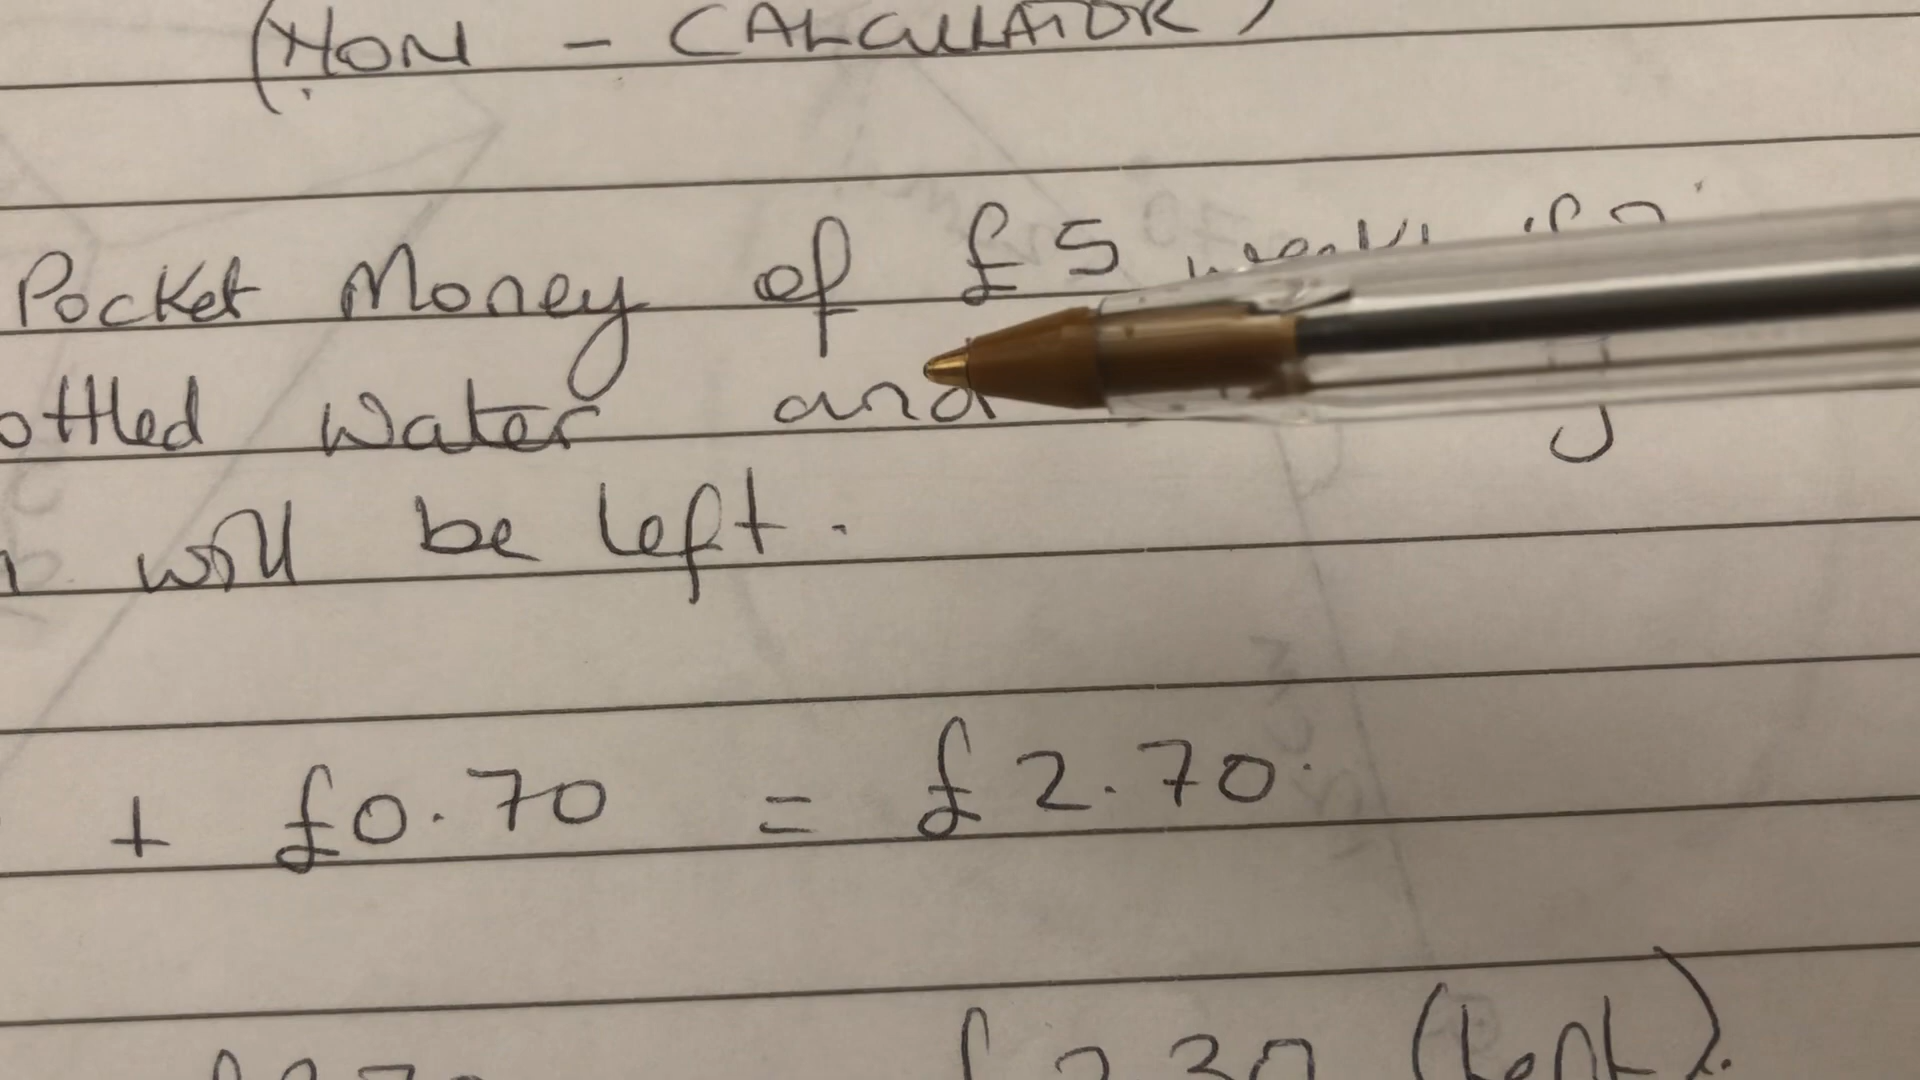 (NON - CALCULATOR)
Pocket Money of £5
ottled Water and
will be left.
+ £0.70 = £2.70
(left).